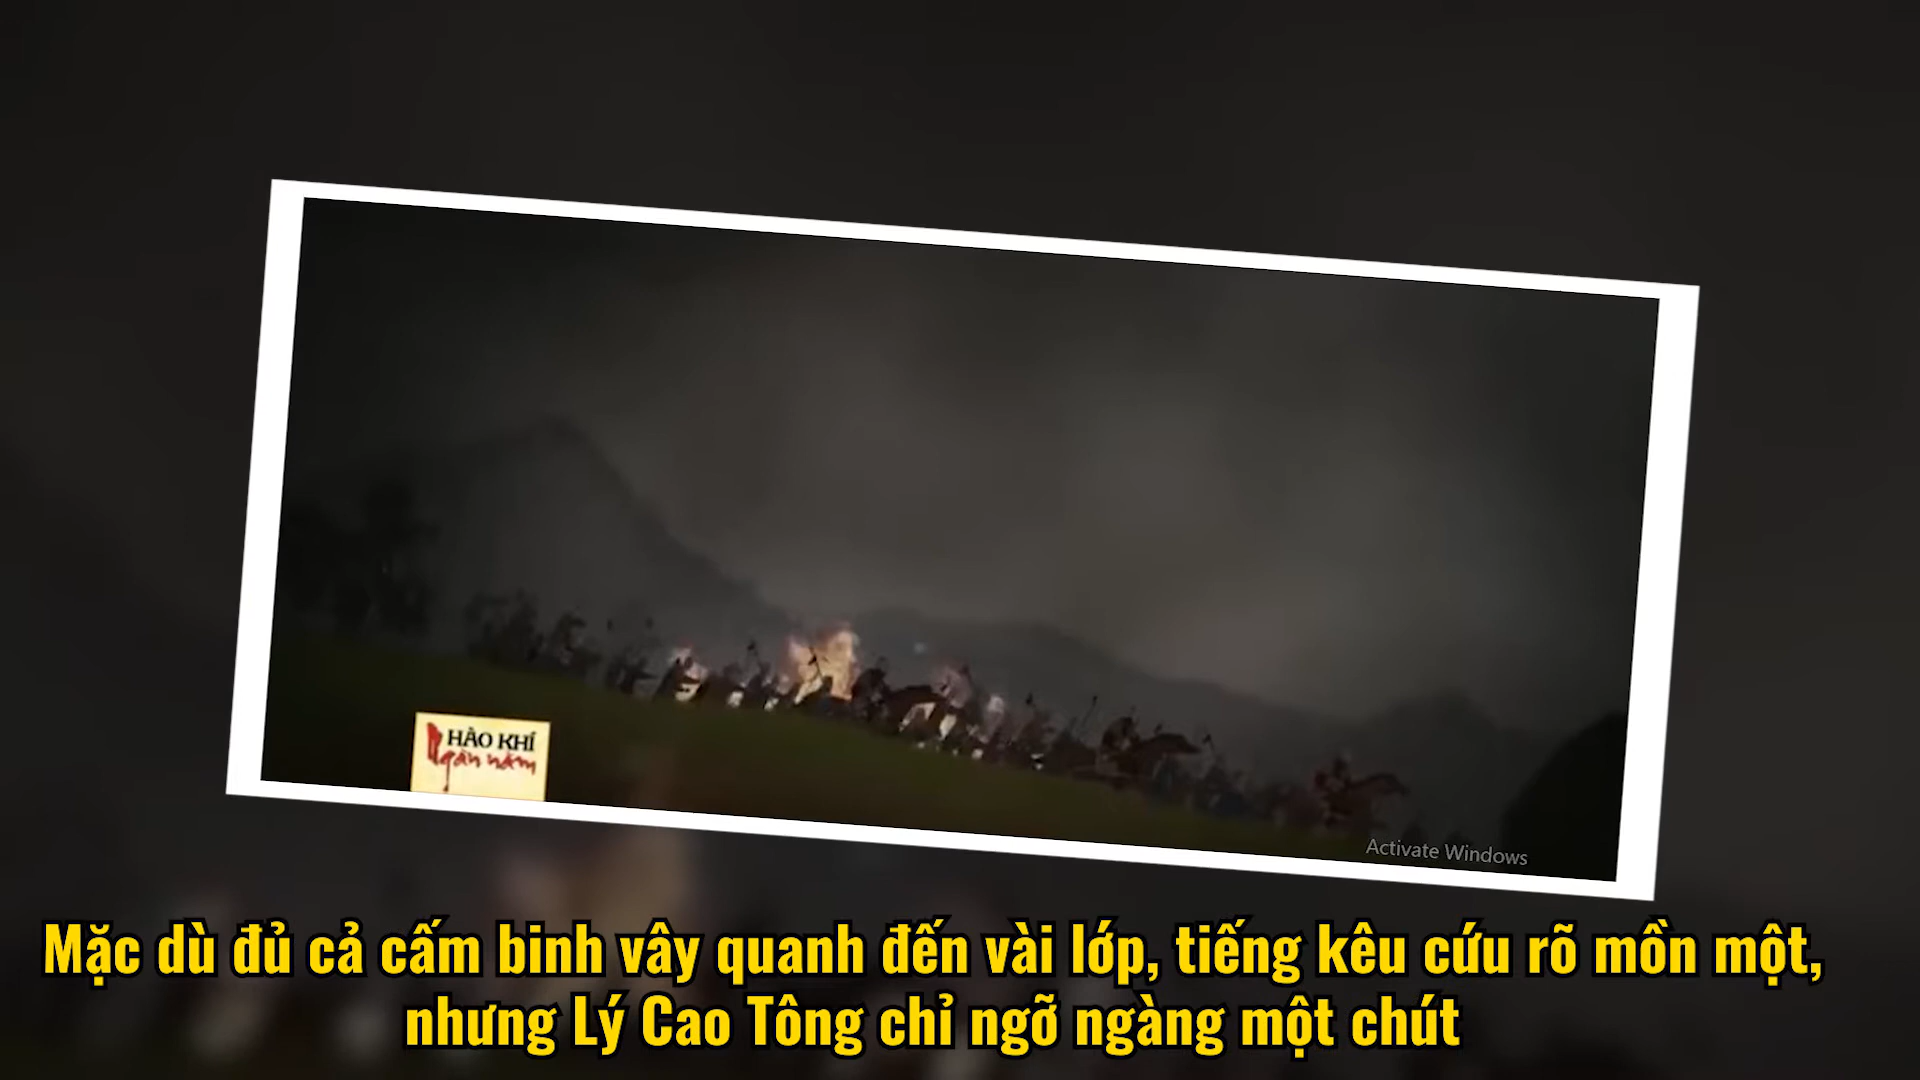 HÀO KHÍ
Ngàn năm
Activate Windows
Mặc dù đủ cả cấm binh vây quanh đến vài lớp, tiếng kêu cứu rõ mồn một,
nhưng Lý Cao Tông chỉ ngỡ ngàng một chút